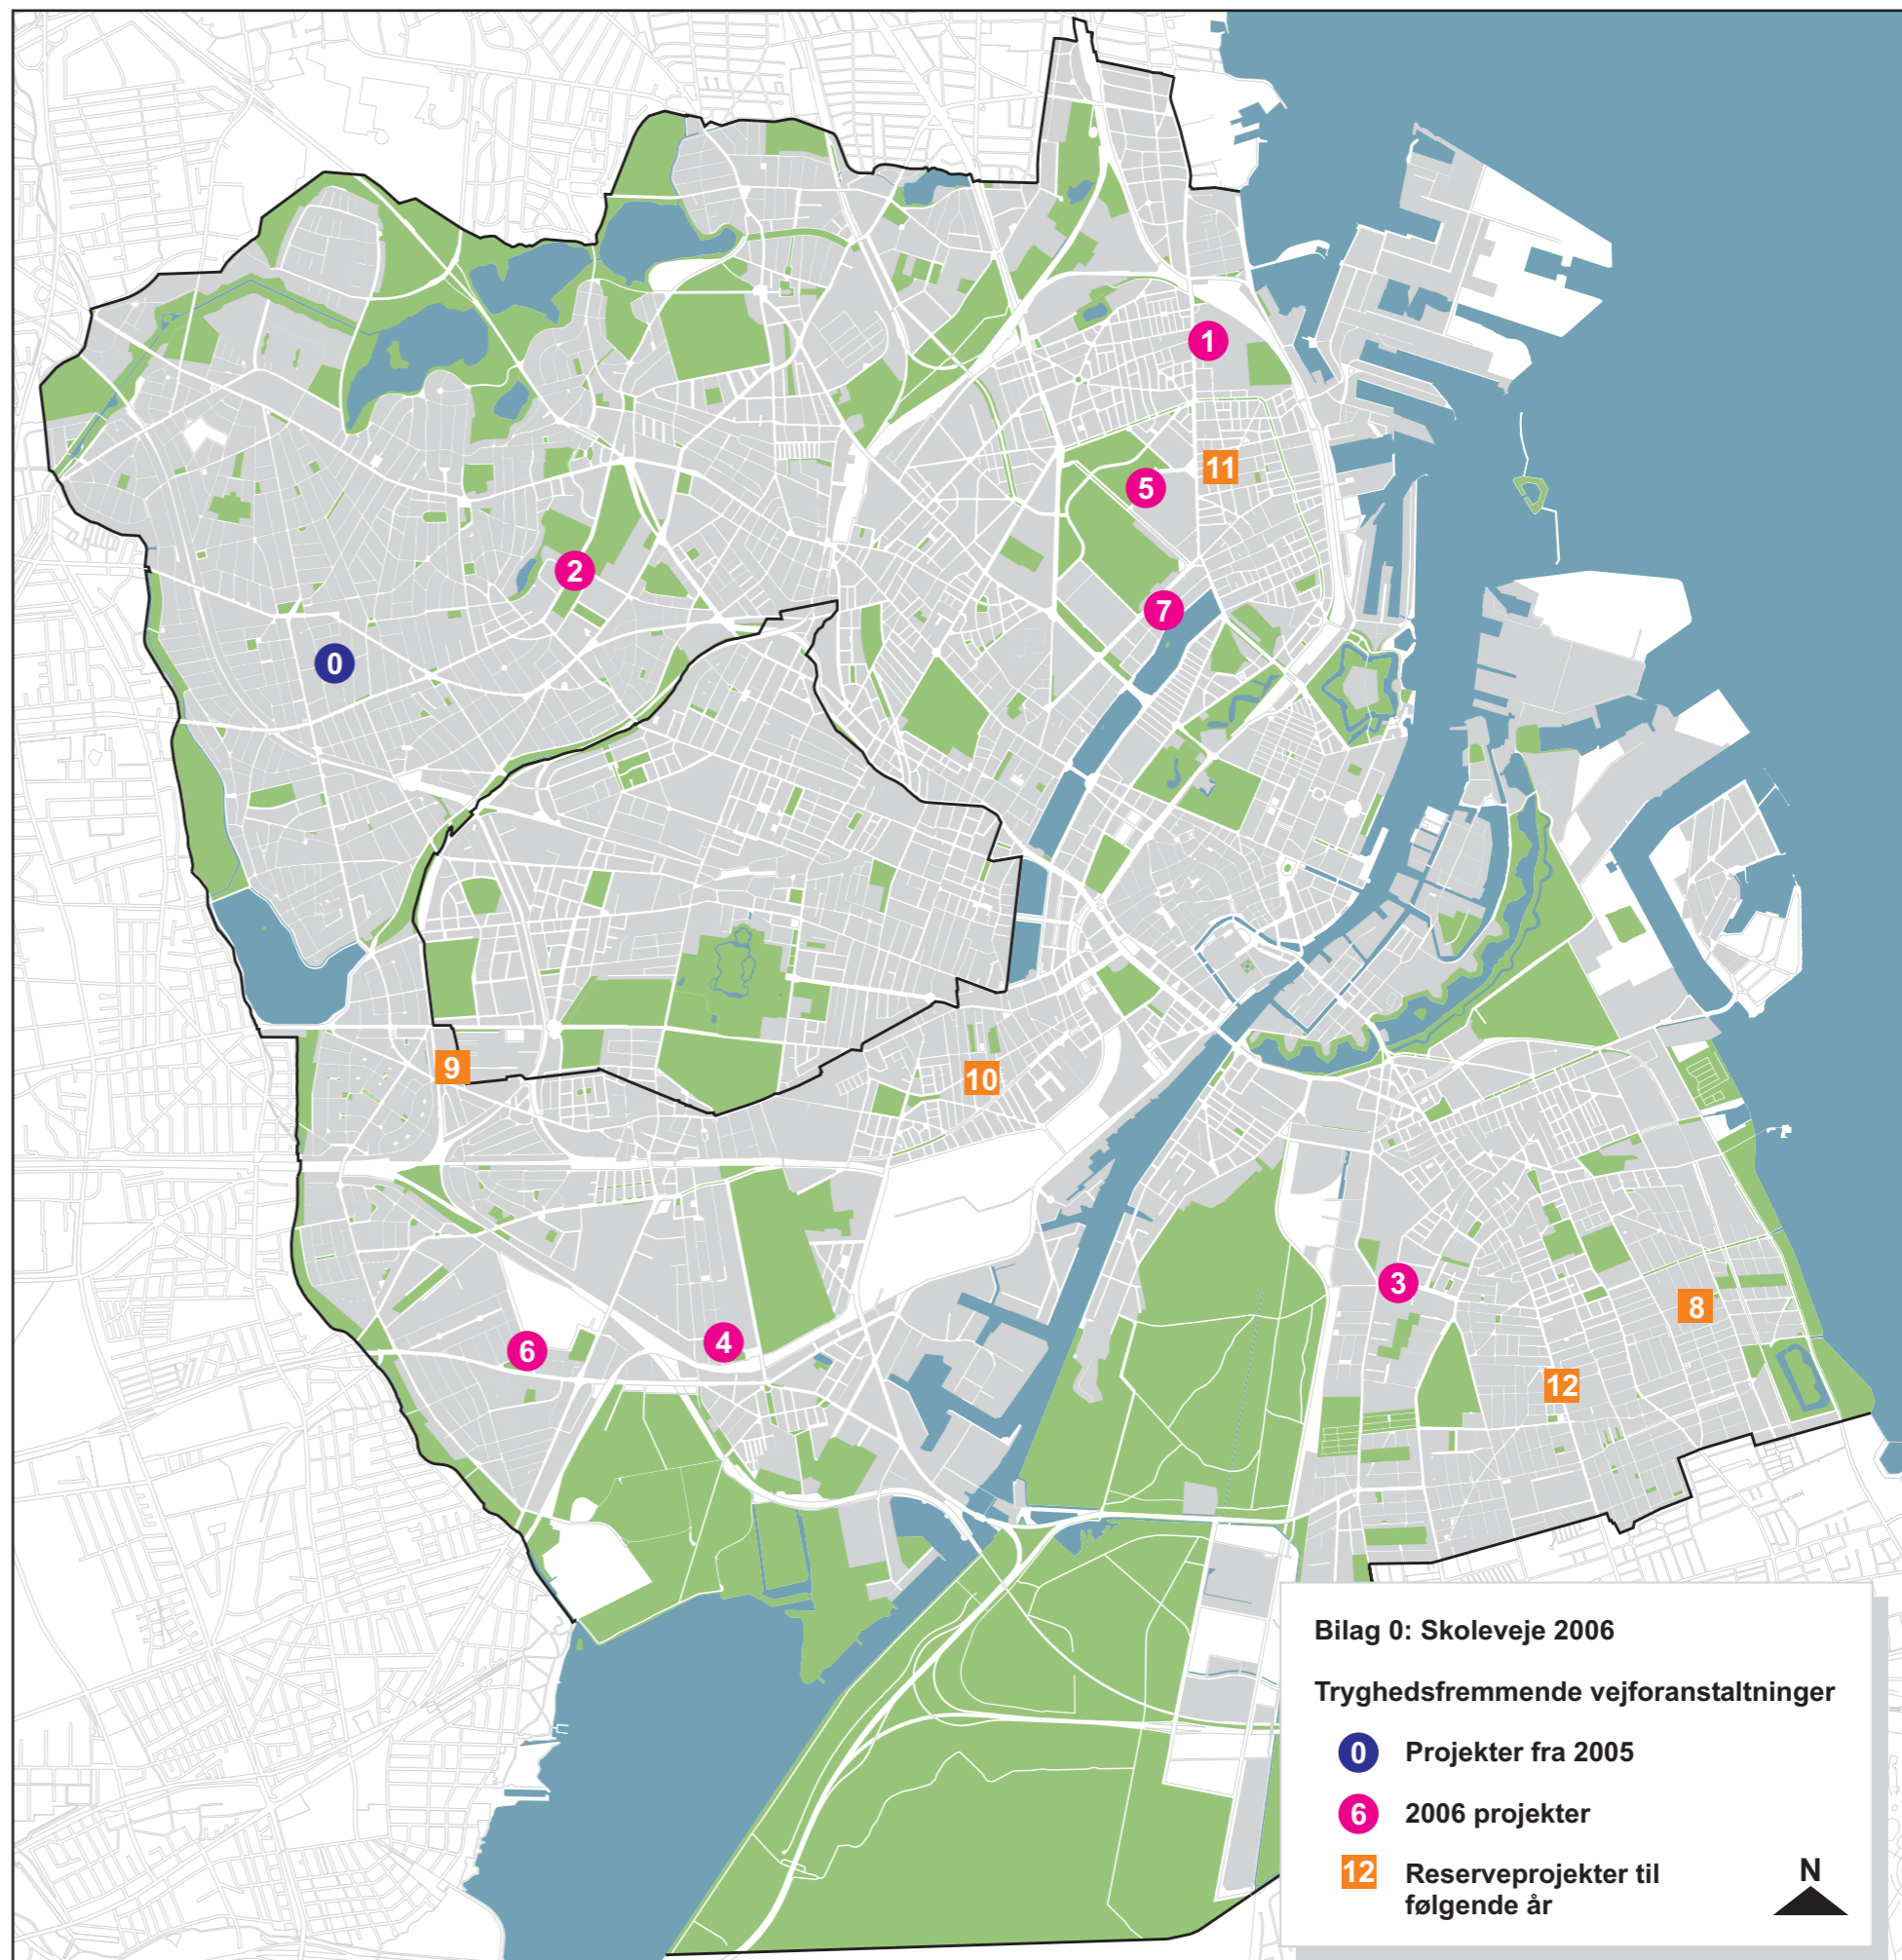 1
11
5
2
7
0
9
10
3
8
6
4
12
Bilag 0: Skoleveje 2006
Tryghedsfremmende vejforanstaltninger
0 Projekter fra 2005
6 2006 projekter
12 Reserveprojekter til
følgende år
N